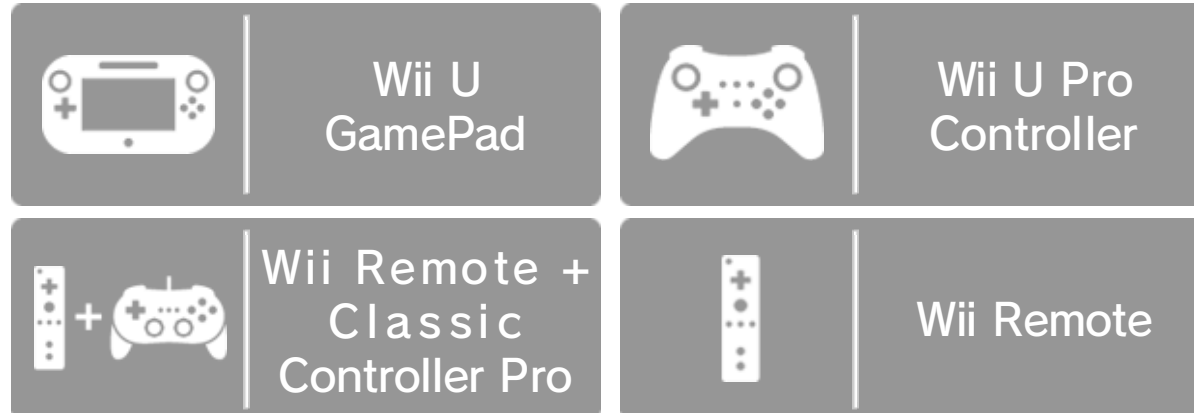 Wii U
GamePad
Wii U Pro
Controller
Wii Remote +
Classic
Controller Pro
Wii Remote